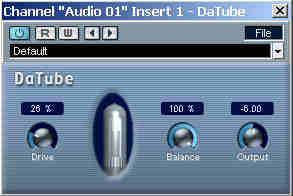 Channel "Audio 01" Insert 1 - DaTube
R W File
Default
DaTube
26 % 100 % -6.00
Drive Balance Output